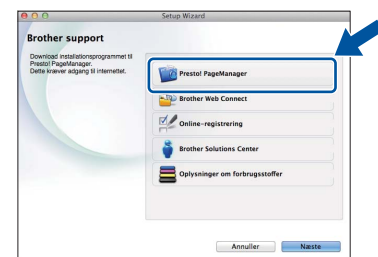 Setup Wizard
Brother support
Download installationsprogrammet til
Presto! PageManager.
Dette kræver adgang til internettet.
Presto! PageManager
Brother Web Connect
Online-registrering
Brother Solutions Center
Oplysninger om forbrugsstoffer
Annuller
Næste